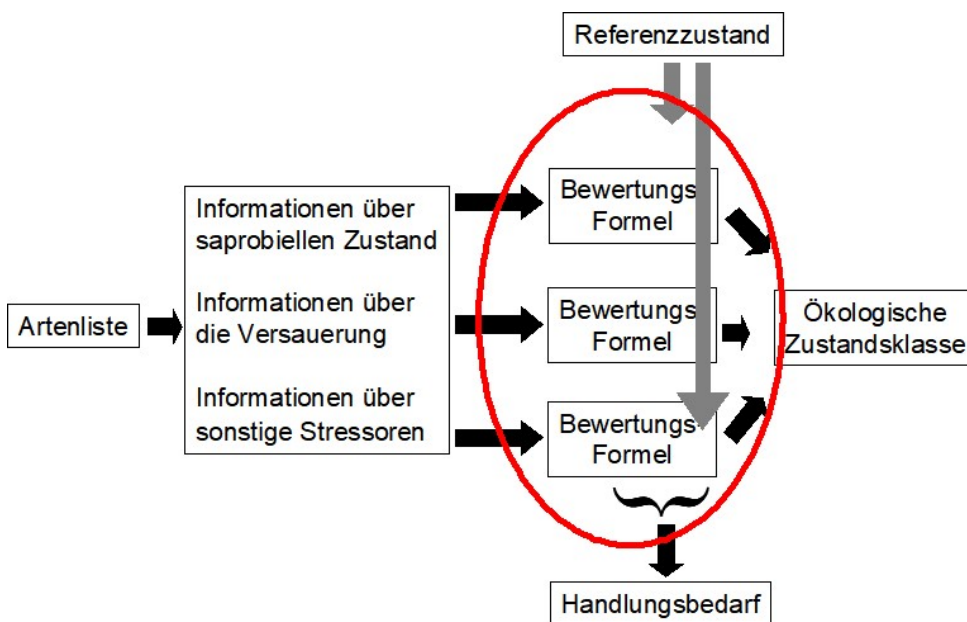 Referenzzustand
Informationen über
saprobiellen Zustand
Informationen über
die Versauerung
Informationen über
sonstige Stressoren
Artenliste
Bewertungs
Formel
Bewertungs
Formel
Bewertungs
Formel
Ökologische
Zustandsklasse
Handlungsbedarf